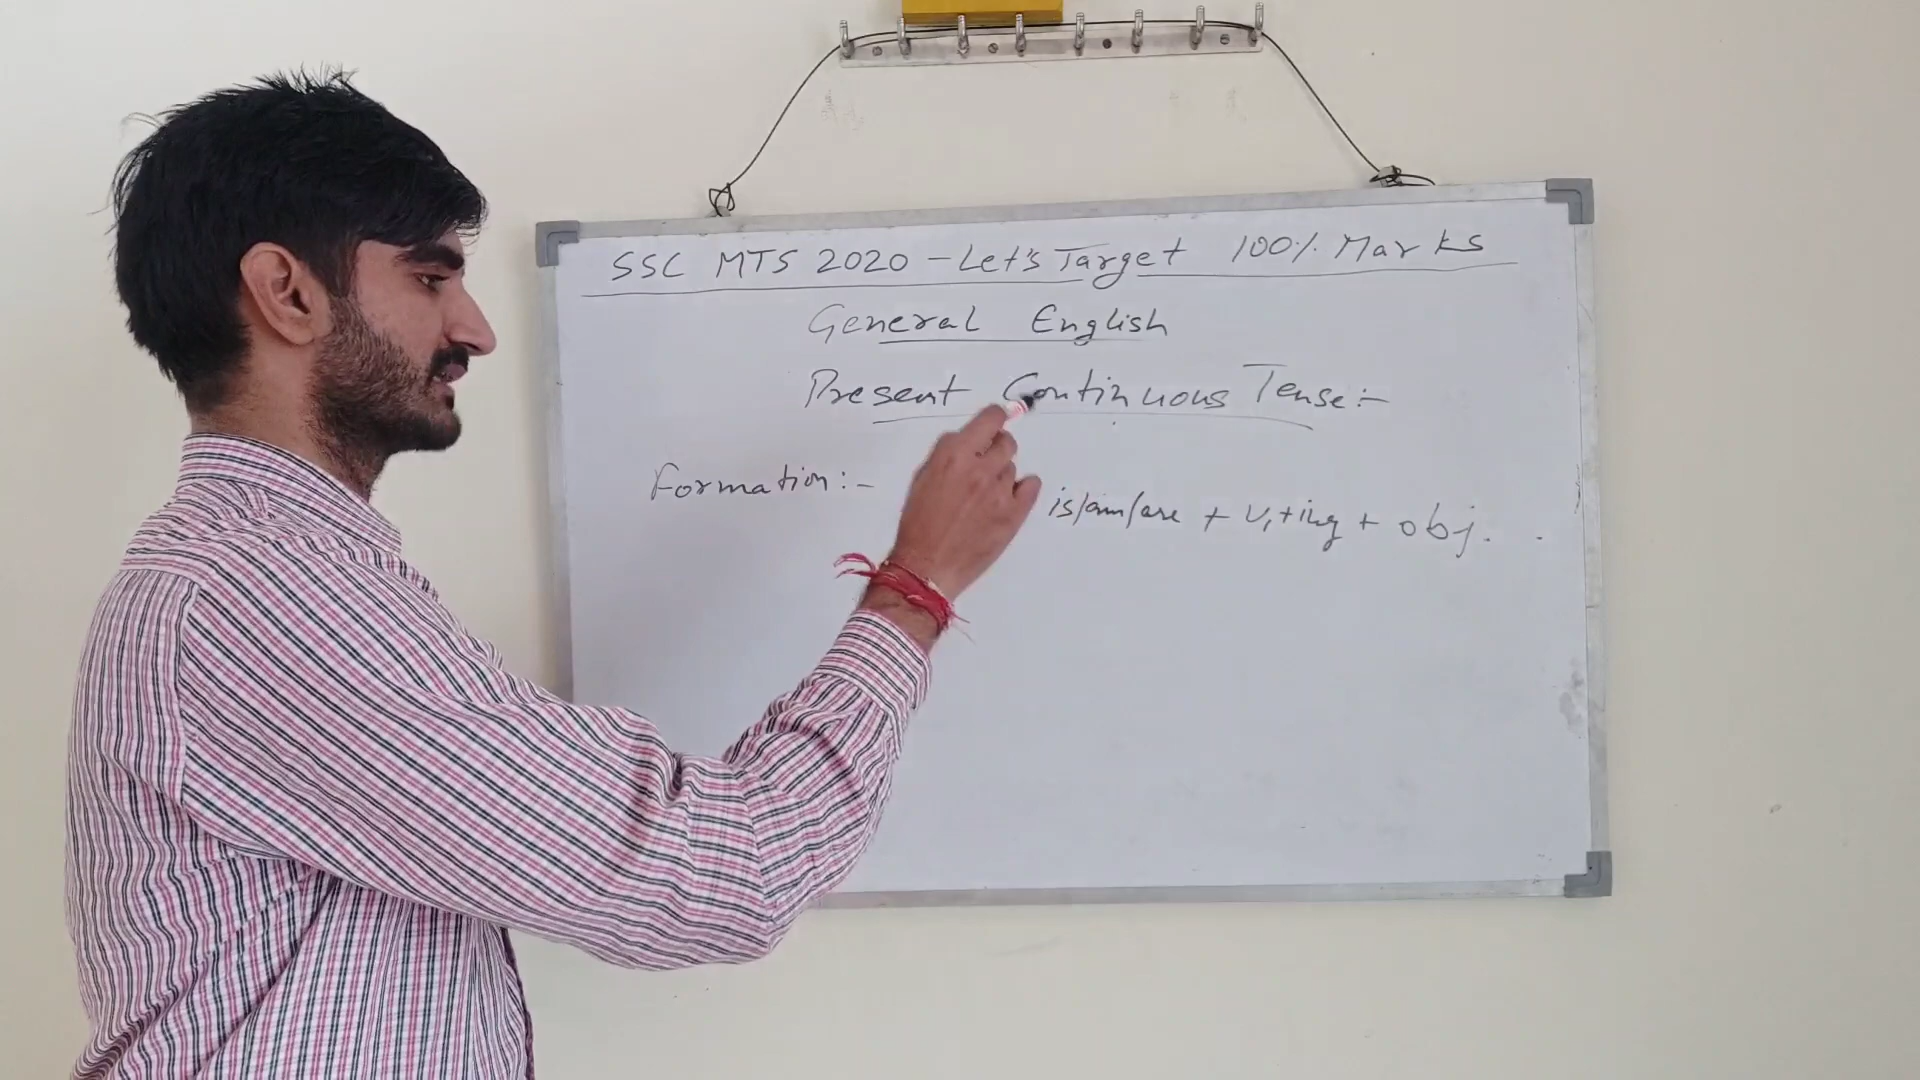 SSC MTS 2020 - Let's Target 100% Marks
General English
Present Continuous Tense:-
Formation:-
is/am/are + V₁+ing + obj.